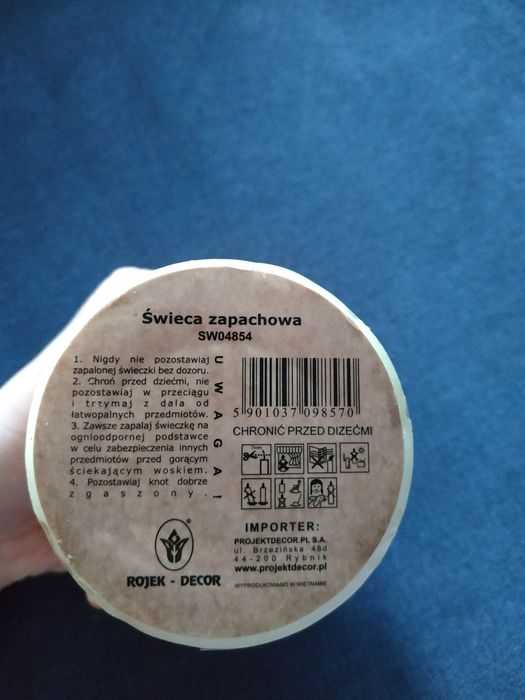 Świeca zapachowa
SW04854
1. Nigdy nie pozostawiaj
zapalonej świeczki bez dozoru.
2. Chroń przed dziećmi, nie
pozostawiaj w przeciągu
i trzymaj z dala od
łatwopalnych przedmiotów.
3. Zawsze zapalaj świeczkę na
ognioodpornej podstawce
w celu zabezpieczenia innych
przedmiotów przed gorącym
ściekającym woskiem.
4. Pozostawiaj knot dobrze
zgaszony.
UWAGA!
5 901037 098570
CHRONIĆ PRZED DIZEĆMI
ROJEK - DECOR
IMPORTER:
PROJEKTDECOR.PL S.A.
ul. Brzezińska 48d
44-200 Rybnik
www.projektdecor.pl
WYPRODUKOWANO W WIETNAMIE